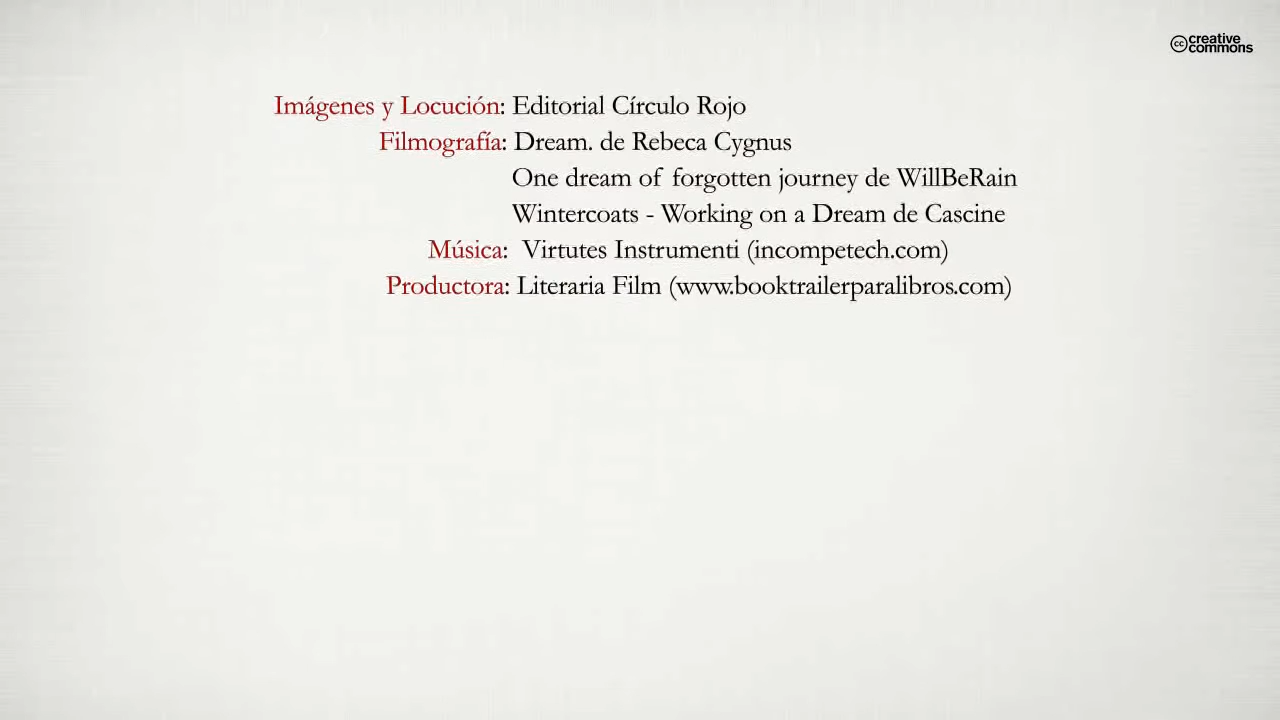 creative
commons
Imágenes y Locución: Editorial Círculo Rojo
Filmografía: Dream. de Rebeca Cygnus
One dream of forgotten journey de WillBeRain
Wintercoats - Working on a Dream de Cascine
Música: Virtutes Instrumenti (incompetech.com)
Productora: Literaria Film (www.booktrailerparalibros.com)